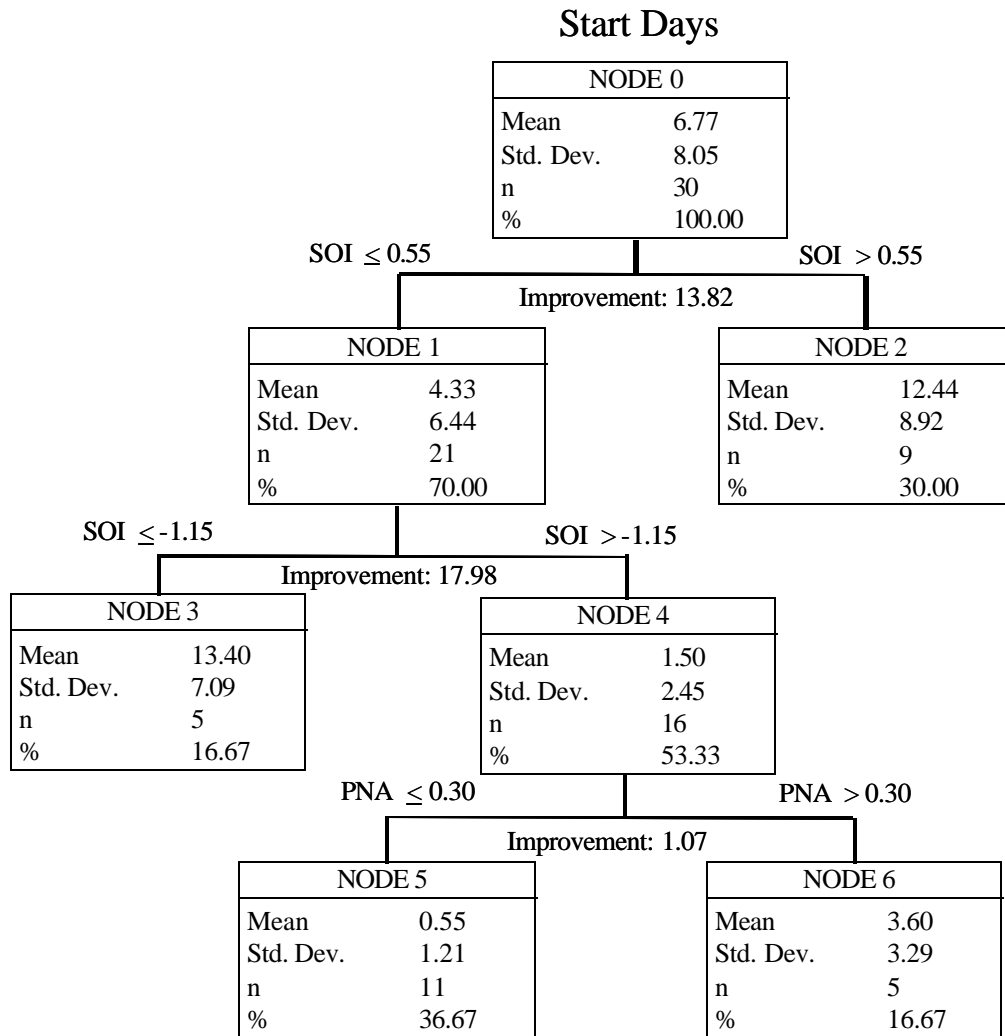 Start Days
NODE 0
Mean 6.77
Std. Dev. 8.05
n 30
% 100.00
SOI ≤ 0.55
SOI > 0.55
Improvement: 13.82
NODE 1
Mean 4.33
Std. Dev. 6.44
n 21
% 70.00
NODE 2
Mean 12.44
Std. Dev. 8.92
n 9
% 30.00
SOI ≤ -1.15
SOI > -1.15
Improvement: 17.98
NODE 3
Mean 13.40
Std. Dev. 7.09
n 5
% 16.67
NODE 4
Mean 1.50
Std. Dev. 2.45
n 16
% 53.33
PNA ≤ 0.30
PNA > 0.30
Improvement: 1.07
NODE 5
Mean 0.55
Std. Dev. 1.21
n 11
% 36.67
NODE 6
Mean 3.60
Std. Dev. 3.29
n 5
% 16.67